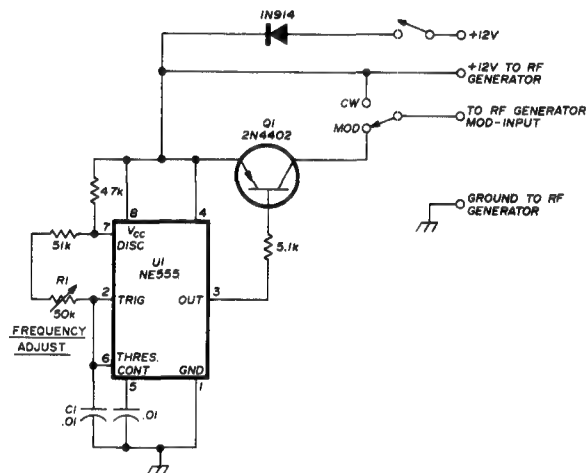 1N914
+12V
+12V TO RF
GENERATOR
CW
Q1
2N4402
MOD
TO RF GENERATOR
MOD-INPUT
4.7k
8
4
GROUND TO RF
GENERATOR
51k
7
VCC
DISC
5.1k
U1
NE555
R1
50k
2
TRIG
OUT
3
FREQUENCY
ADJUST
6
THRES.
CONT
GND
5
1
C1
.01
.01